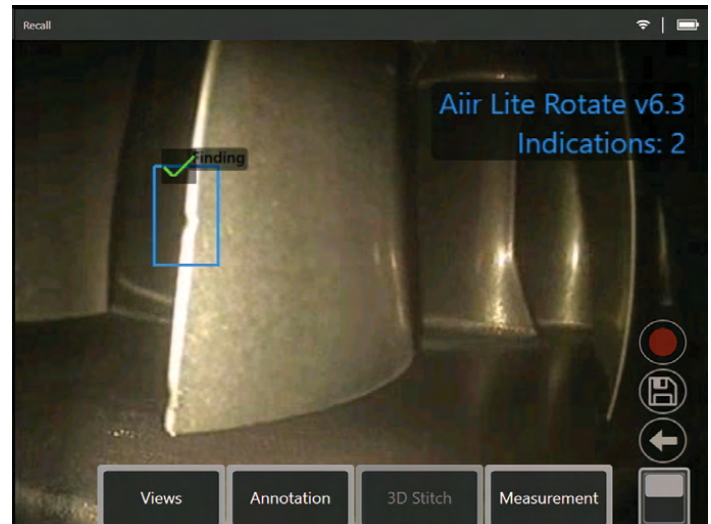 Recall
Aiir Lite Rotate v6.3
Indications: 2
Finding
Views
Annotation
3D Stitch
Measurement